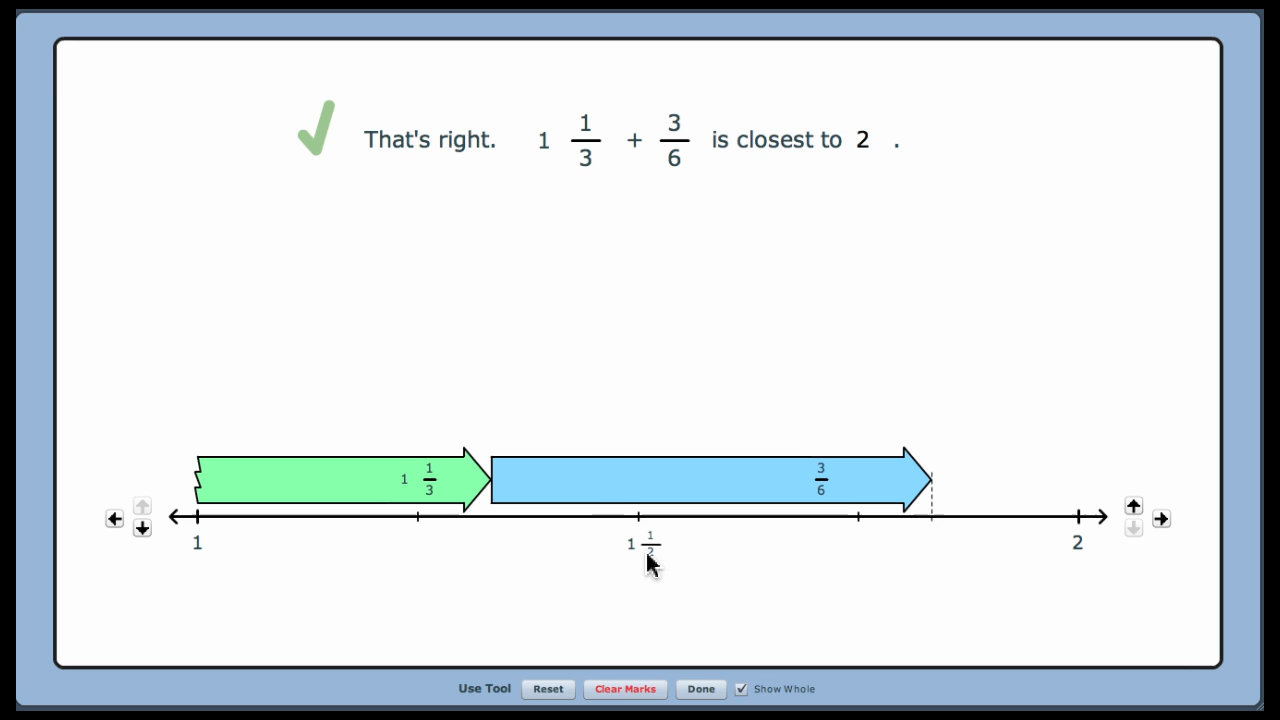 That's right. 1 1/3 + 3/6 is closest to 2 .
1 1/3 3/6
1 1 1/2 2
Use Tool Reset Clear Marks Done Show Whole